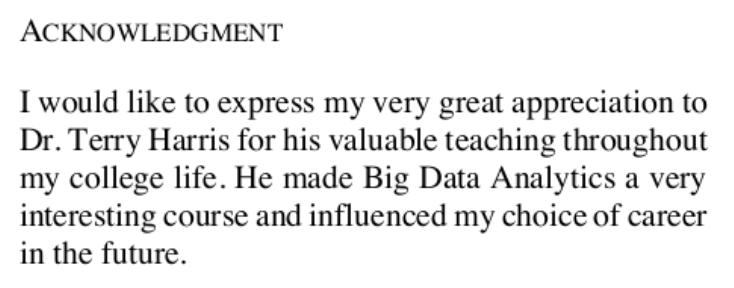 ACKNOWLEDGMENT
I would like to express my very great appreciation to
Dr. Terry Harris for his valuable teaching throughout
my college life. He made Big Data Analytics a very
interesting course and influenced my choice of career
in the future.